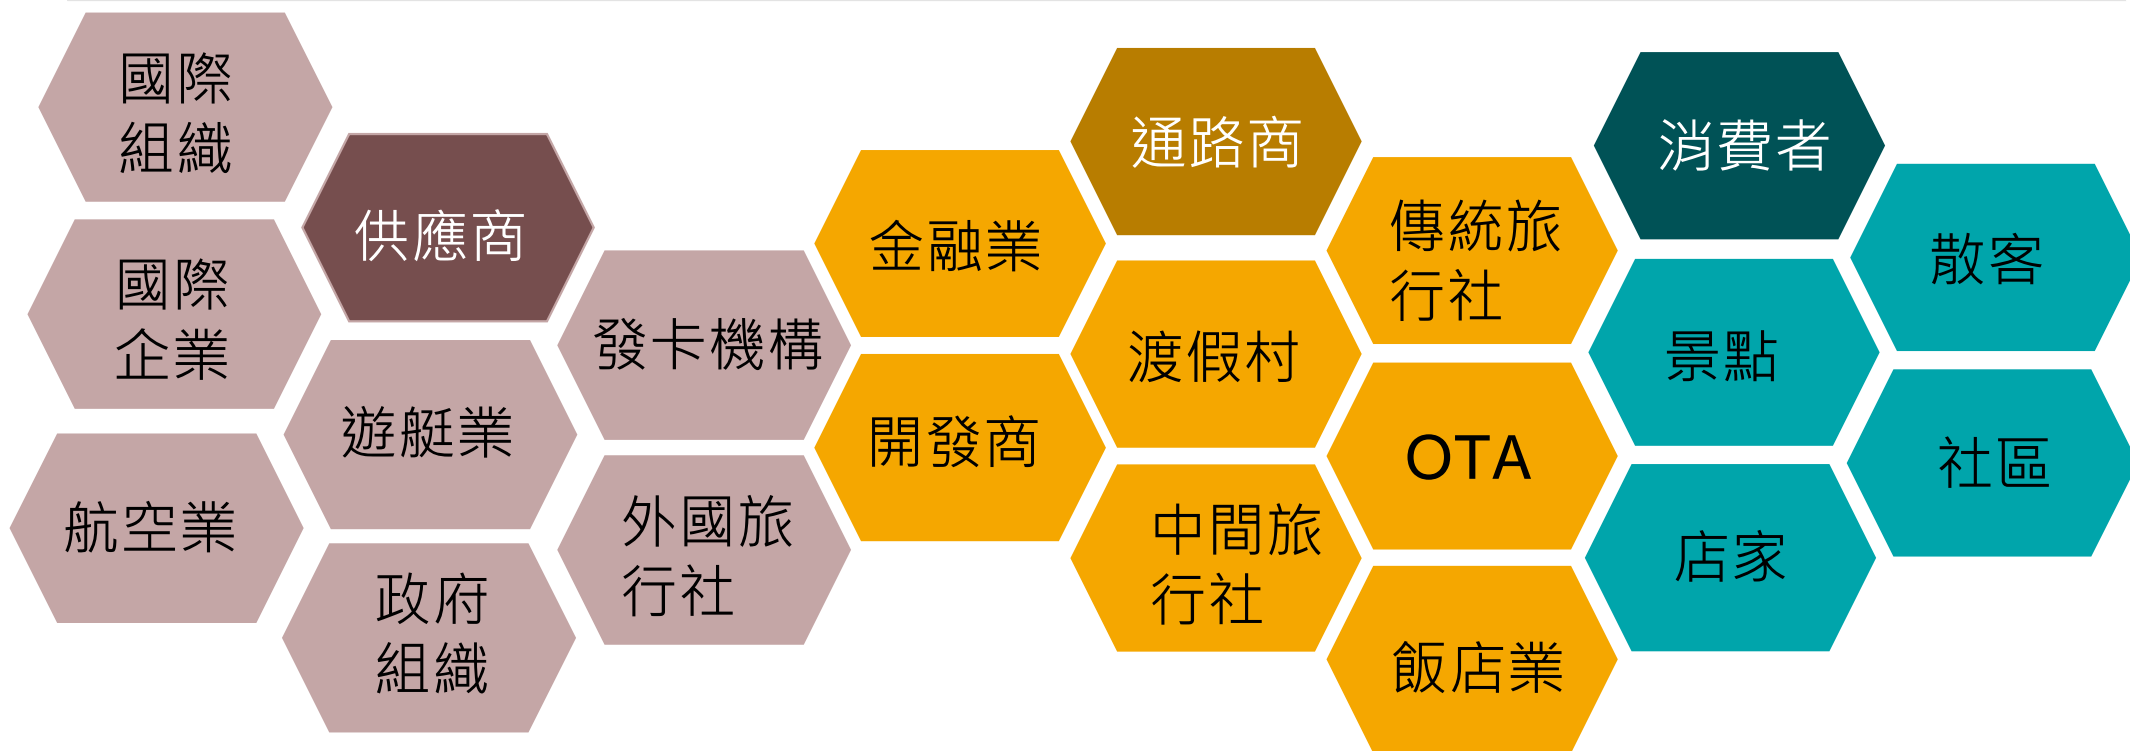 國際
組織
供應商
國際
企業
航空業
遊艇業
政府
組織
發卡機構
外國旅
行社
通路商
金融業
開發商
渡假村
中間旅
行社
傳統旅
行社
OTA
飯店業
消費者
景點
店家
散客
社區